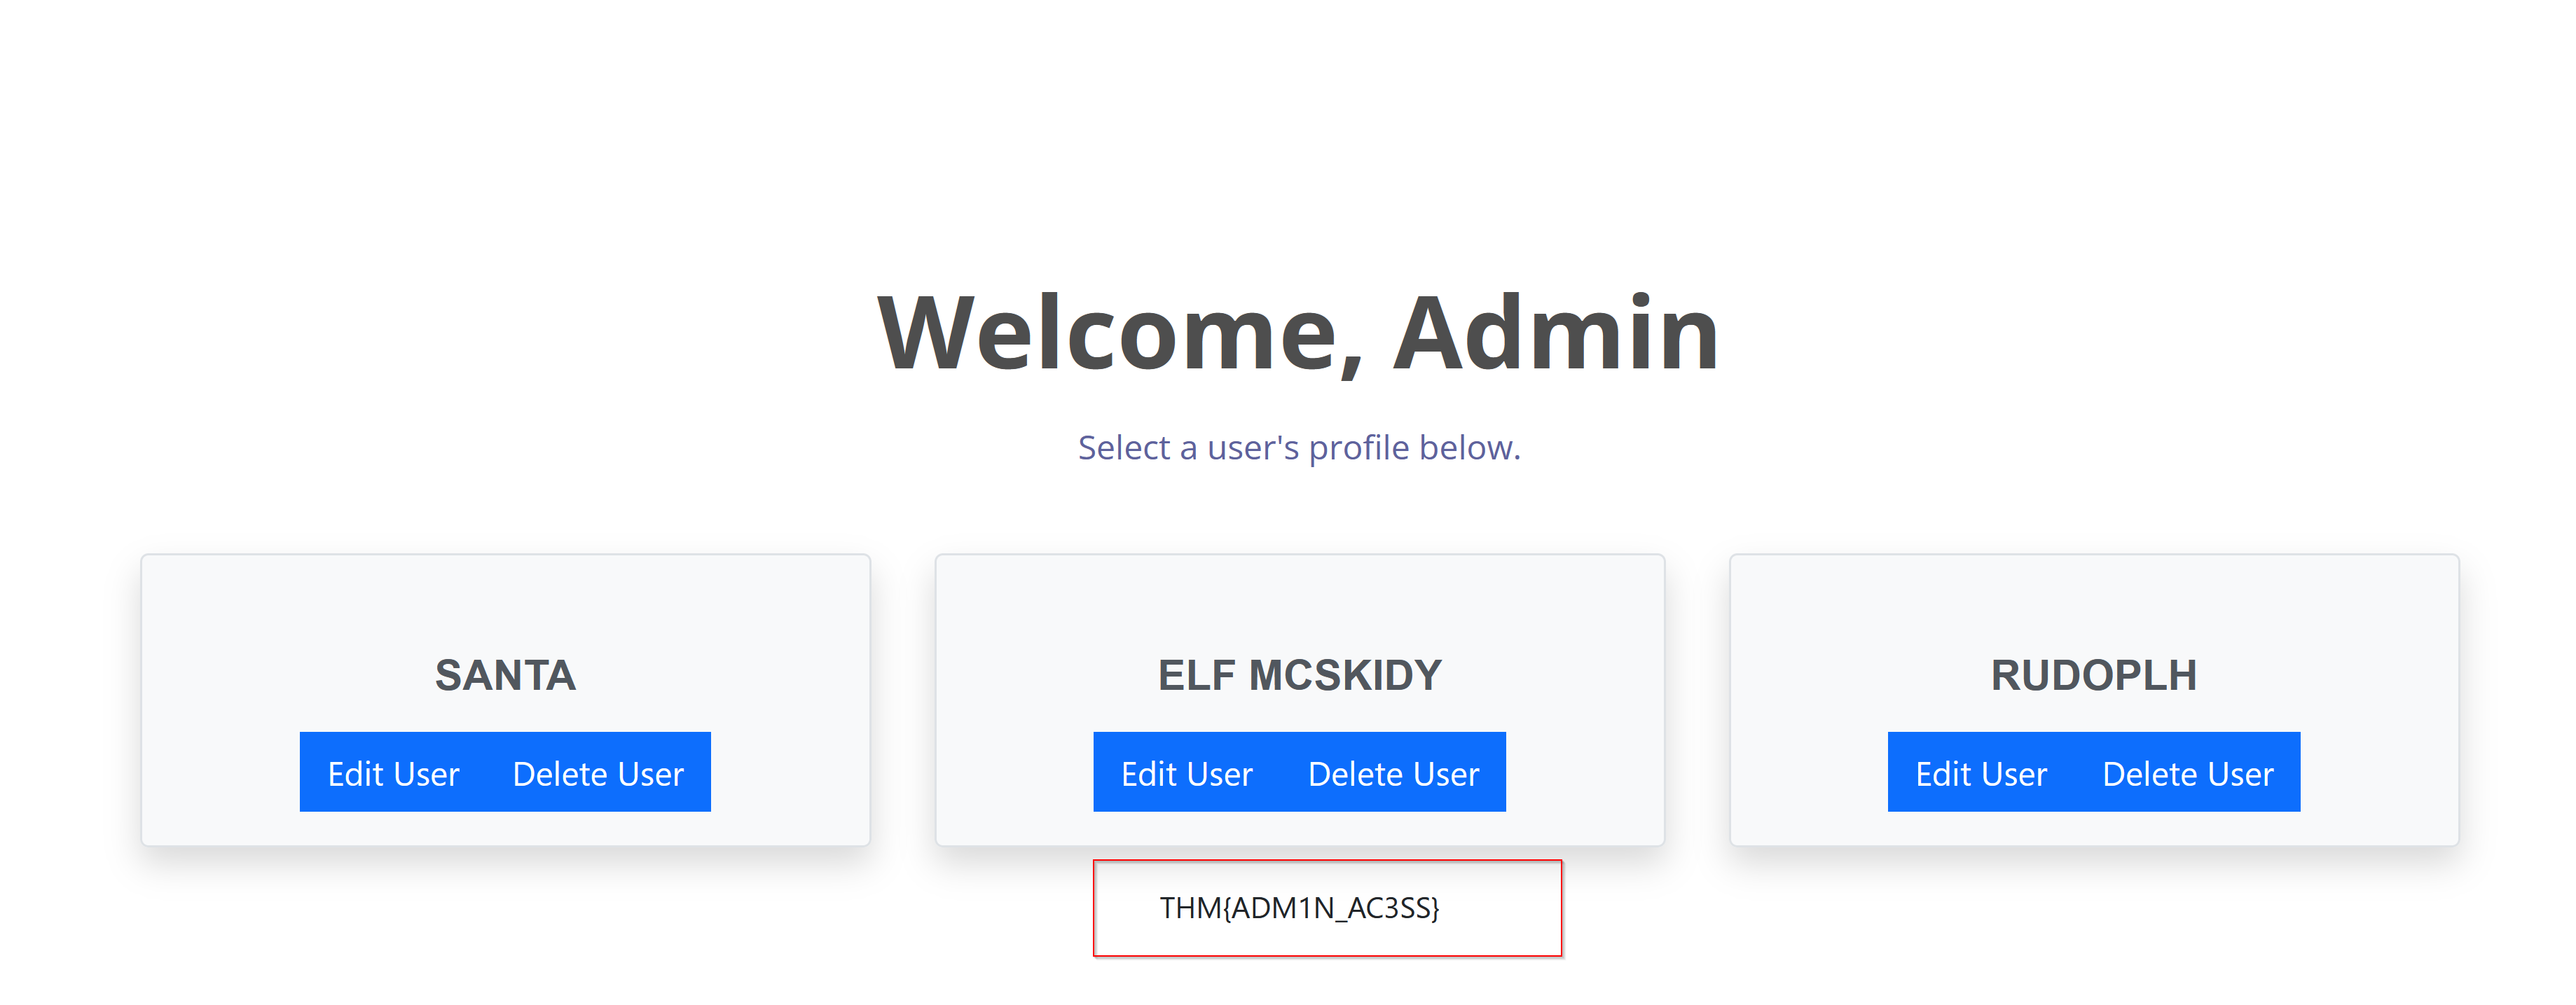 Welcome, Admin
Select a user's profile below.
SANTA
Edit User Delete User
ELF MCSKIDY
Edit User Delete User
RUDOPLH
Edit User Delete User
THM{ADM1N_AC3SS}